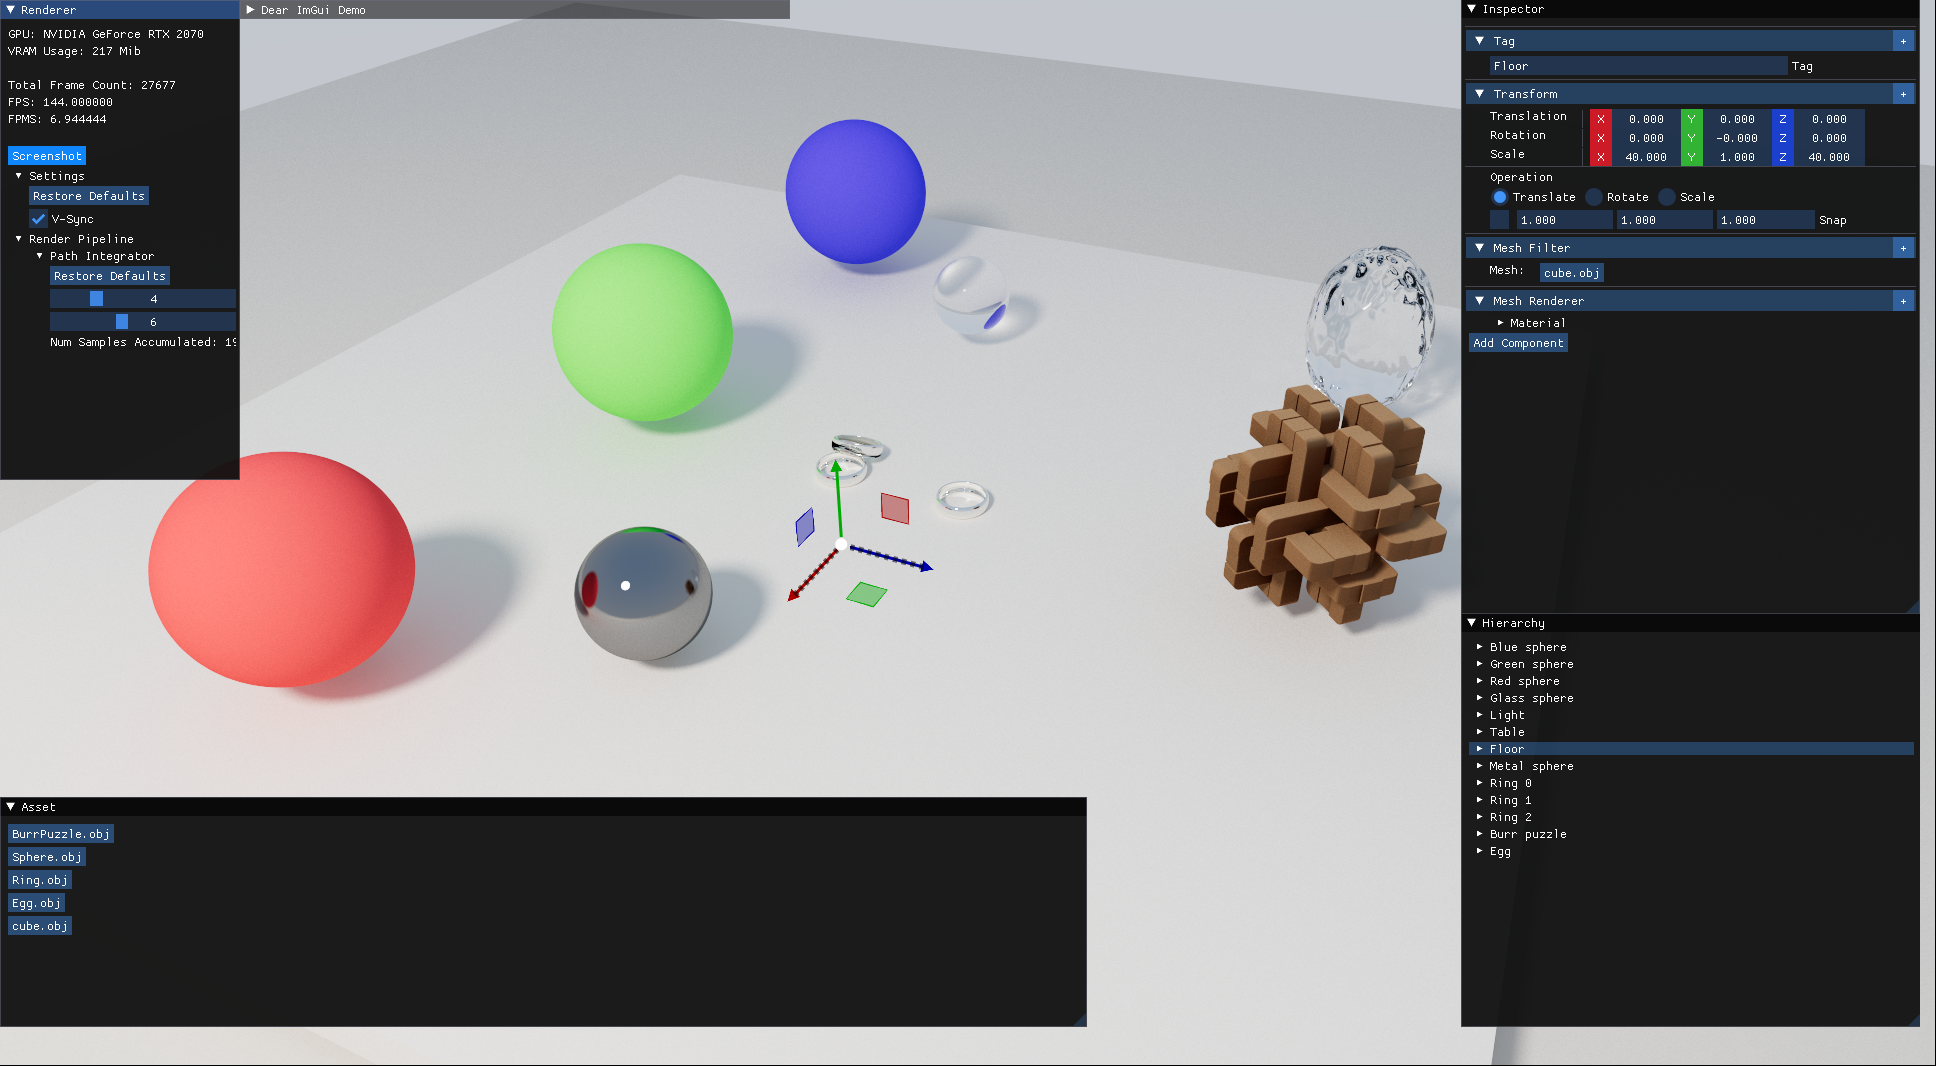 Renderer
GPU: NVIDIA GeForce RTX 2070
VRAM Usage: 217 Mib
Total Frame Count: 27677
FPS: 144.000000
FPMS: 6.944444
Screenshot
Settings
Restore Defaults
V-Sync
Render Pipeline
Path Integrator
Restore Defaults
4
6
Num Samples Accumulated: 19
Dear ImGui Demo
Inspector
Tag +
Floor Tag
Transform +
Translation X 0.000 Y 0.000 Z 0.000
Rotation X 0.000 Y -0.000 Z 0.000
Scale X 40.000 Y 1.000 Z 40.000
Operation
Translate Rotate Scale
1.000 1.000 1.000 Snap
Mesh Filter +
Mesh: cube.obj
Mesh Renderer +
Material
Add Component
Hierarchy
Blue sphere
Green sphere
Red sphere
Glass sphere
Light
Table
Floor
Metal sphere
Ring 0
Ring 1
Ring 2
Burr puzzle
Egg
Asset
BurrPuzzle.obj
Sphere.obj
Ring.obj
Egg.obj
cube.obj